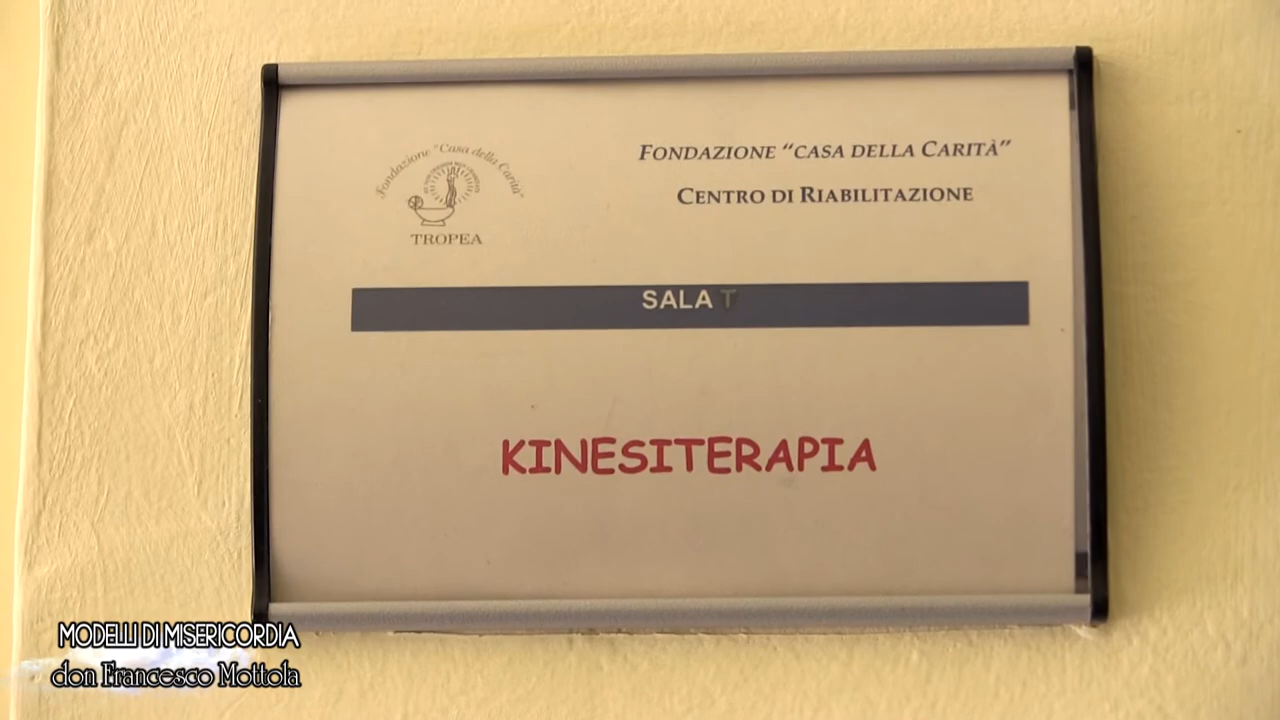 Fondazione "Casa della Carità"
TROPEA
FONDAZIONE “CASA DELLA CARITÀ”
CENTRO DI RIABILITAZIONE
SALA T
KINESITERAPIA
MODELLI DI MISERICORDIA
don Francesco Mottola